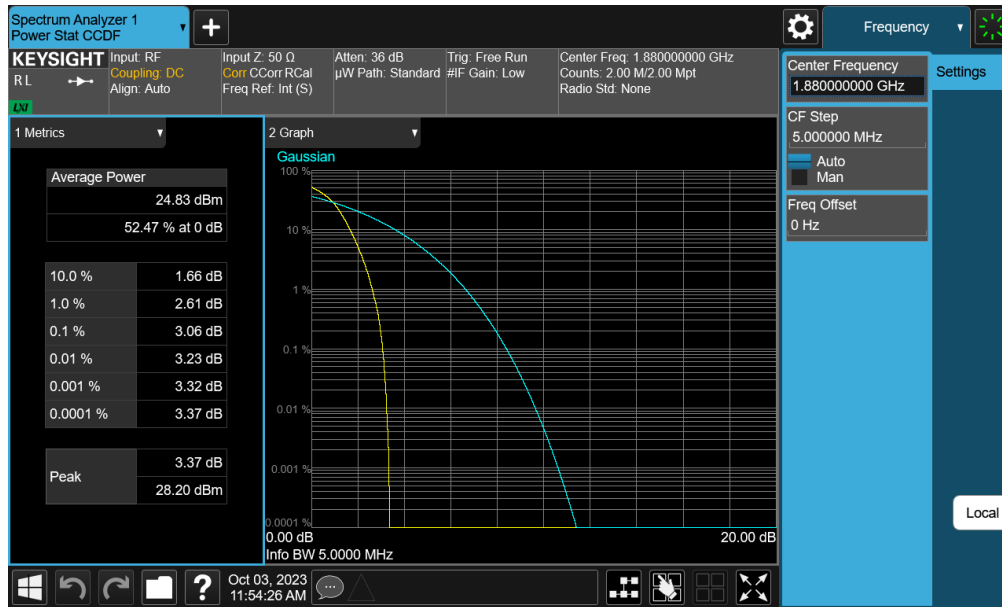 Spectrum Analyzer 1
Power Stat CCDF
+
Frequency
KEYSIGHT
RL
LXI
Input: RF
Coupling: DC
Align: Auto
Input Z: 50 Ω
Corr CCorr RCal
Freq Ref: Int (S)
Atten: 36 dB
µW Path: Standard
Trig: Free Run
#IF Gain: Low
Center Freq: 1.880000000 GHz
Counts: 2.00 M/2.00 Mpt
Radio Std: None
Center Frequency
1.880000000 GHz
Settings
CF Step
5.000000 MHz
Auto
Man
Freq Offset
0 Hz
1 Metrics
Average Power
24.83 dBm
52.47 % at 0 dB
10.0 % 1.66 dB
1.0 % 2.61 dB
0.1 % 3.06 dB
0.01 % 3.23 dB
0.001 % 3.32 dB
0.0001 % 3.37 dB
Peak
3.37 dB
28.20 dBm
2 Graph
Gaussian
100 %
10 %
1 %
0.1 %
0.01 %
0.001 %
0.0001 %
0.00 dB 20.00 dB
Info BW 5.0000 MHz
Local
?
Oct 03, 2023
11:54:26 AM